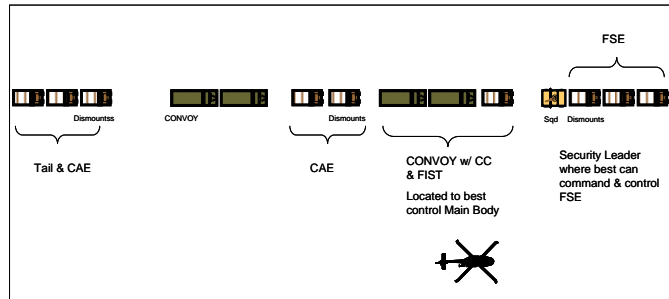 FSE
Dismountss
CONVOY
Dismounts
Sqd
Dismounts
Tail & CAE
CAE
CONVOY w/ CC
& FIST
Located to best
control Main Body
Security Leader
where best can
command & control
FSE